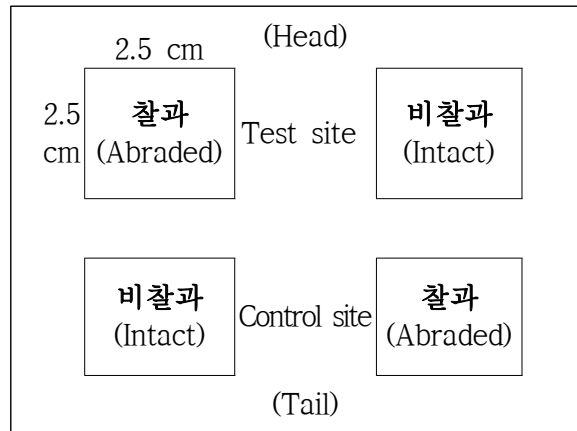 (Head)
2.5 cm
2.5
cm
찰과
(Abraded)
Test site
비찰과
(Intact)
비찰과
(Intact)
Control site
찰과
(Abraded)
(Tail)